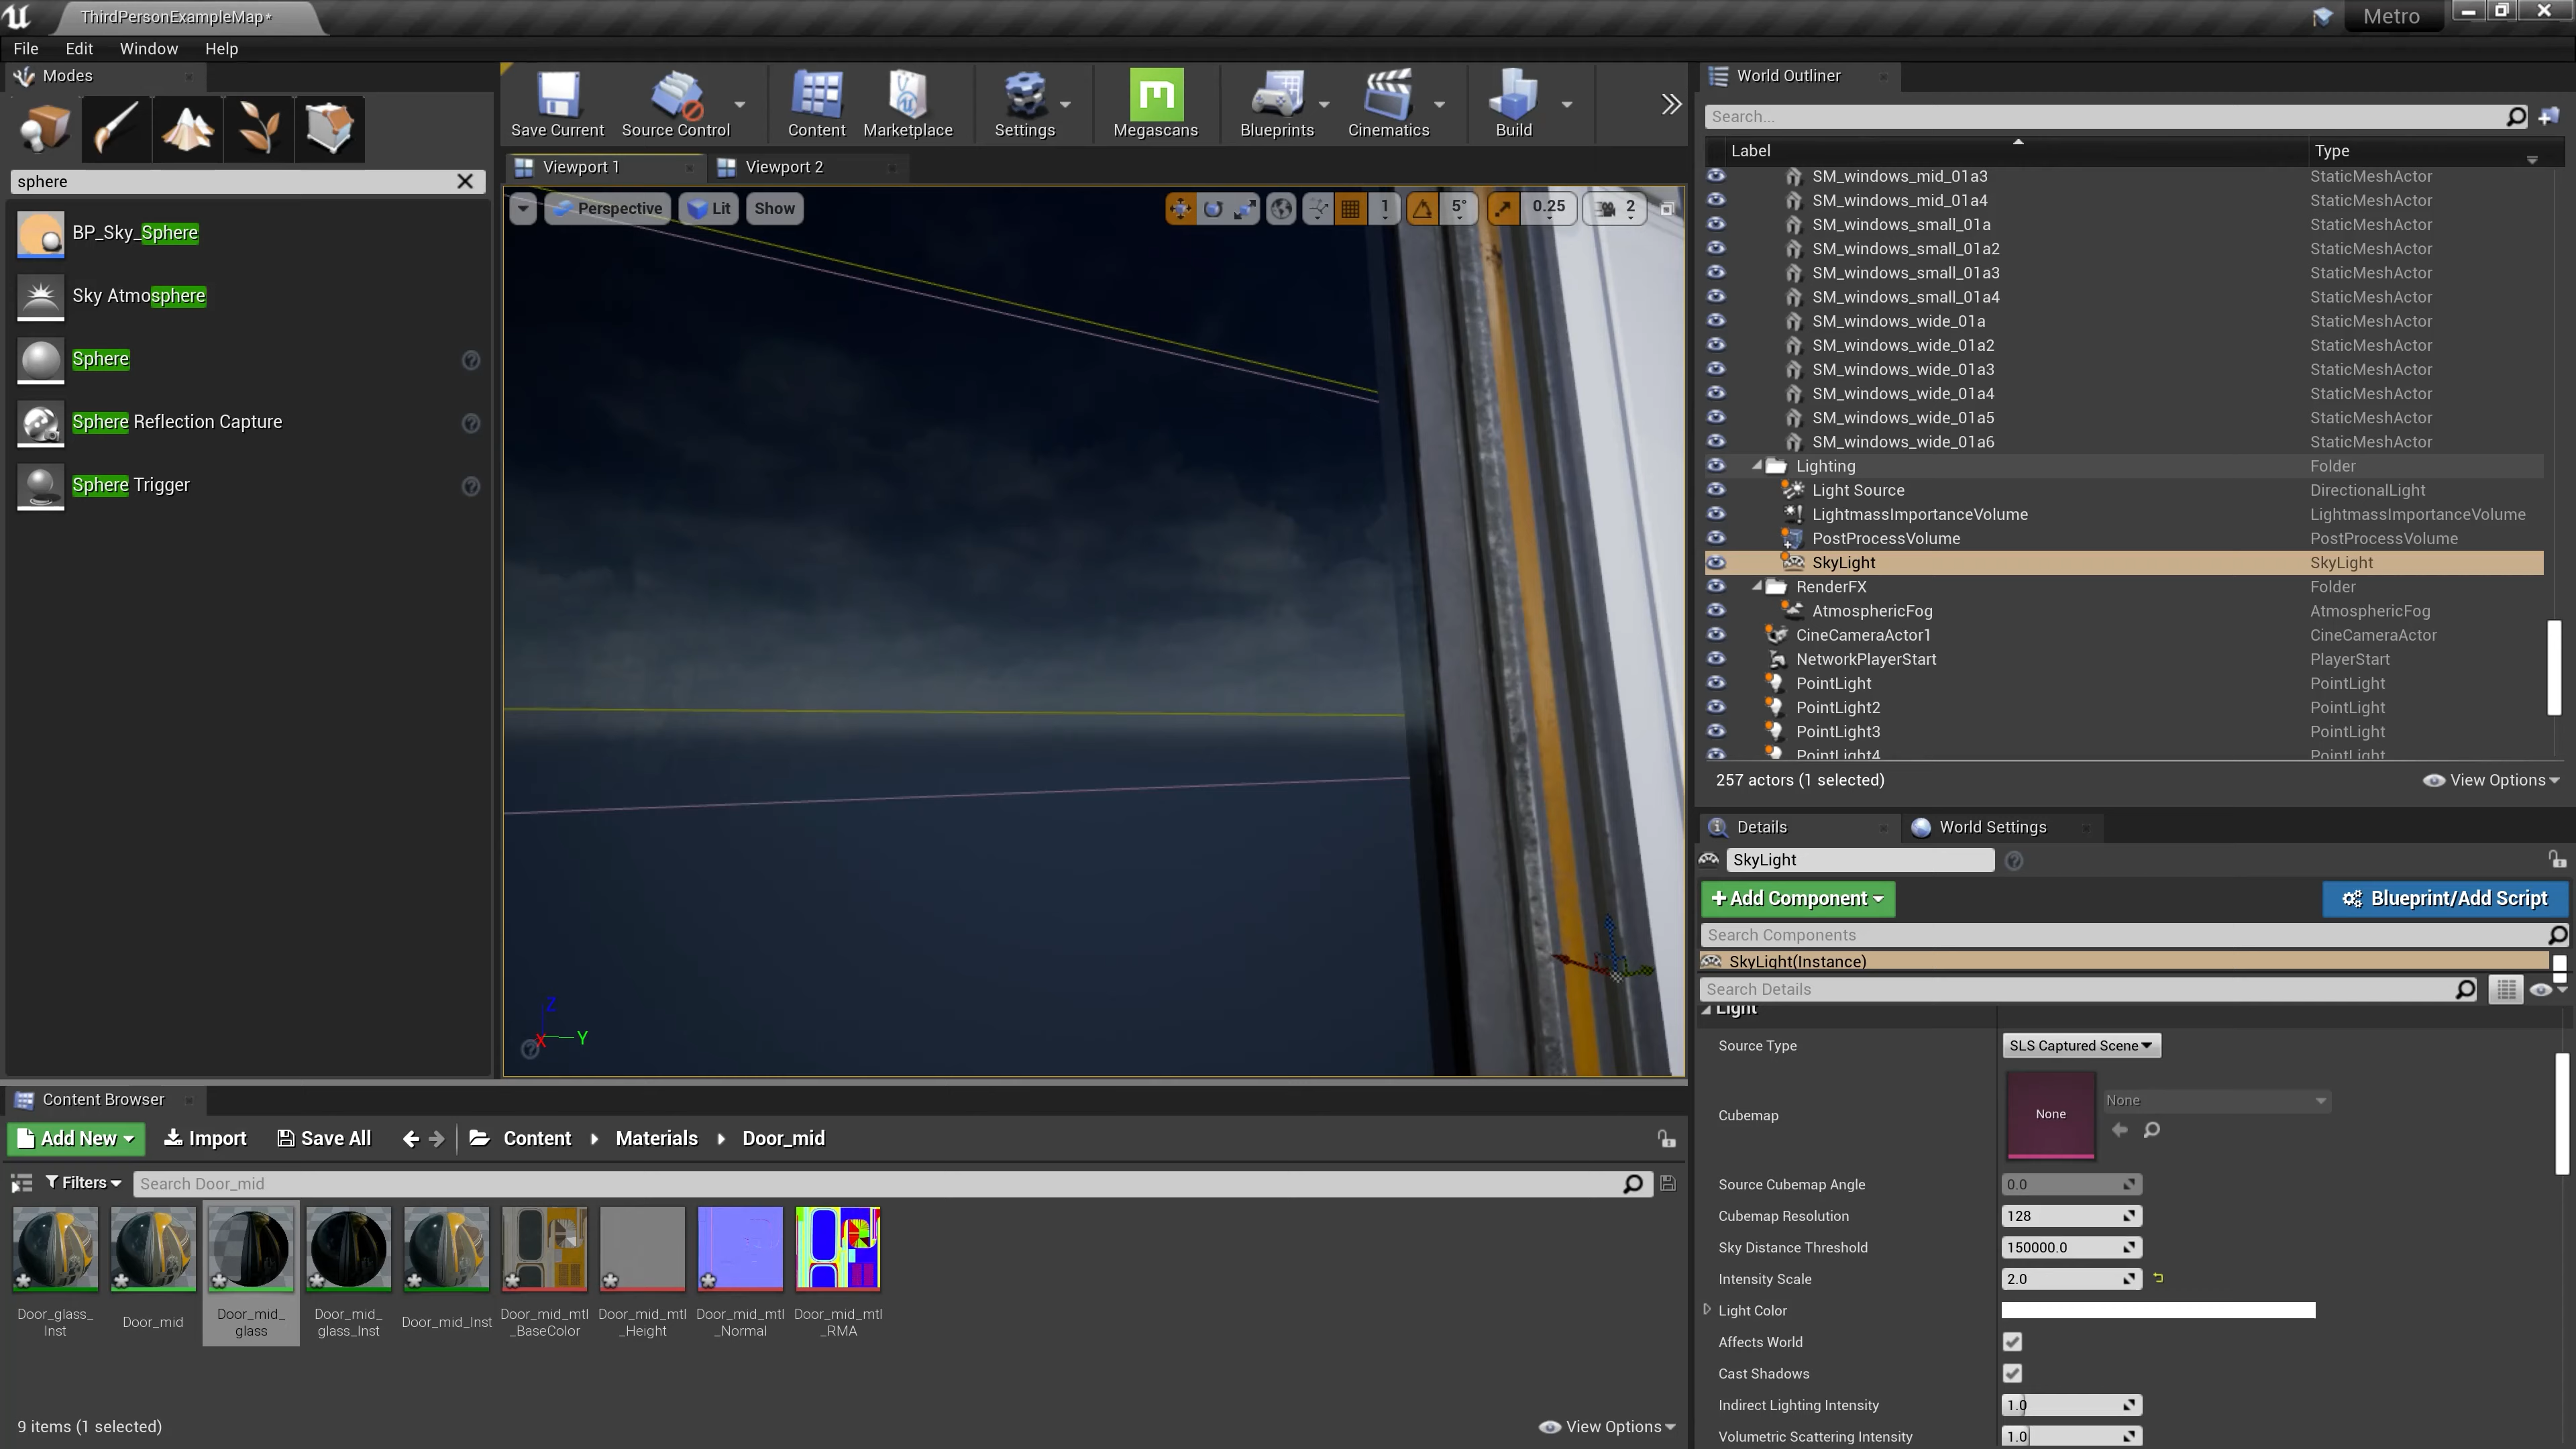 ThirdPersonExampleMap*
Metro
File Edit Window Help
Modes
sphere
BP_Sky_Sphere
Sky Atmosphere
Sphere
Sphere Reflection Capture
Sphere Trigger
Save Current
Source Control
Content
Marketplace
Settings
Megascans
Blueprints
Cinematics
Build
Viewport 1
Viewport 2
Perspective
Lit
Show
1
5°
0.25
2
Z
X
Y
World Outliner
Search...
Label Type
SM_windows_mid_01a3 StaticMeshActor
SM_windows_mid_01a4 StaticMeshActor
SM_windows_small_01a StaticMeshActor
SM_windows_small_01a2 StaticMeshActor
SM_windows_small_01a3 StaticMeshActor
SM_windows_small_01a4 StaticMeshActor
SM_windows_wide_01a StaticMeshActor
SM_windows_wide_01a2 StaticMeshActor
SM_windows_wide_01a3 StaticMeshActor
SM_windows_wide_01a4 StaticMeshActor
SM_windows_wide_01a5 StaticMeshActor
SM_windows_wide_01a6 StaticMeshActor
Lighting Folder
Light Source DirectionalLight
LightmassImportanceVolume LightmassImportanceVolume
PostProcessVolume PostProcessVolume
SkyLight SkyLight
RenderFX Folder
AtmosphericFog AtmosphericFog
CineCameraActor1 CineCameraActor
NetworkPlayerStart PlayerStart
PointLight PointLight
PointLight2 PointLight
PointLight3 PointLight
PointLight4 PointLight
257 actors (1 selected)
View Options
Details
World Settings
SkyLight
Add Component
Blueprint/Add Script
Search Components
SkyLight(Instance)
Search Details
Light
Source Type SLS Captured Scene
Cubemap None None
Source Cubemap Angle 0.0
Cubemap Resolution 128
Sky Distance Threshold 150000.0
Intensity Scale 2.0
Light Color
Affects World
Cast Shadows
Indirect Lighting Intensity 1.0
Volumetric Scattering Intensity 1.0
Content Browser
Add New
Import
Save All
Content
Materials
Door_mid
Filters
Search Door_mid
Door_glass_
Inst
Door_mid
Door_mid_
glass
Door_mid_
glass_Inst
Door_mid_Inst
Door_mid_mtl
_BaseColor
Door_mid_mtl
_Height
Door_mid_mtl
_Normal
Door_mid_mtl
_RMA
9 items (1 selected)
View Options